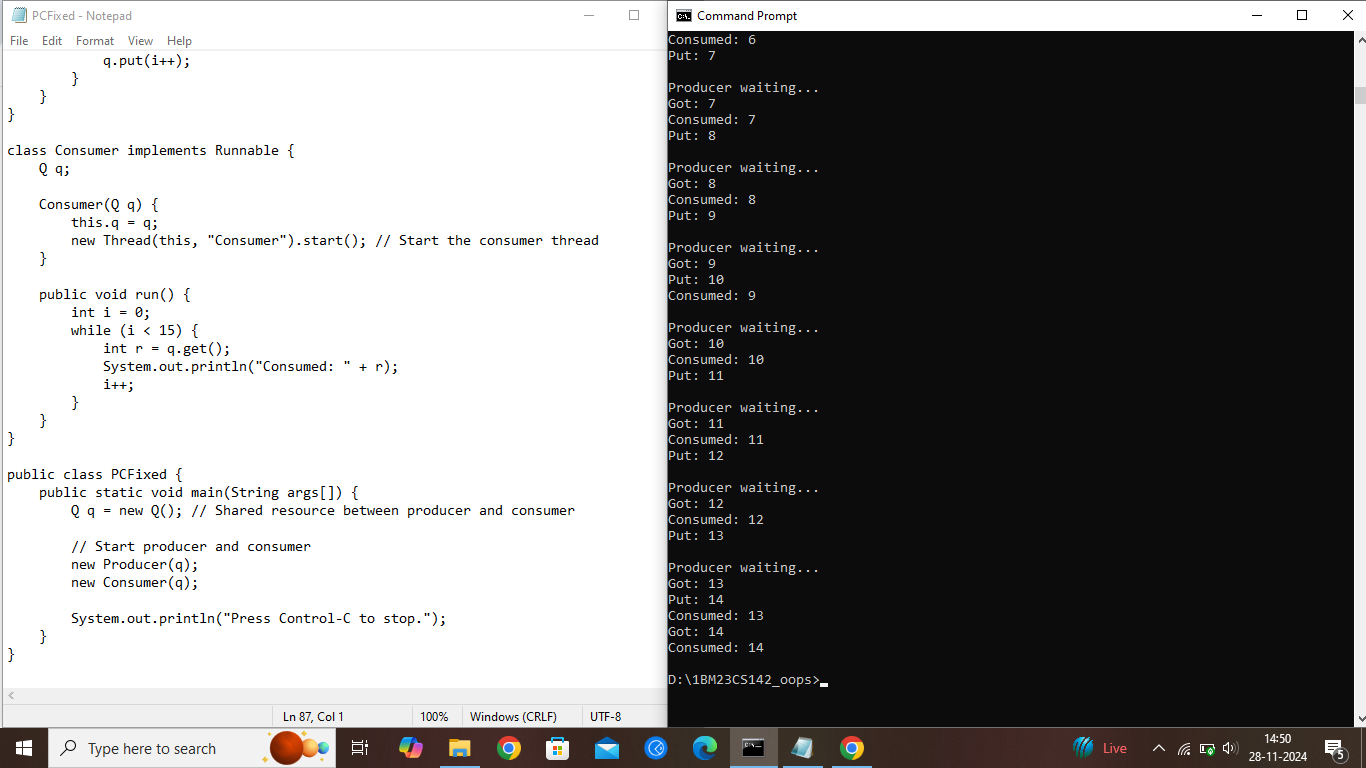 PCFixed - Notepad
File Edit Format View Help
            q.put(i++);
        }
    }
}

class Consumer implements Runnable {
    Q q;

    Consumer(Q q) {
        this.q = q;
        new Thread(this, "Consumer").start(); // Start the consumer thread
    }

    public void run() {
        int i = 0;
        while (i < 15) {
            int r = q.get();
            System.out.println("Consumed: " + r);
            i++;
        }
    }
}

public class PCFixed {
    public static void main(String args[]) {
        Q q = new Q(); // Shared resource between producer and consumer

        // Start producer and consumer
        new Producer(q);
        new Consumer(q);

        System.out.println("Press Control-C to stop.");
    }
}
Ln 87, Col 1 100% Windows (CRLF) UTF-8
Command Prompt
Consumed: 6
Put: 7

Producer waiting...
Got: 7
Consumed: 7
Put: 8

Producer waiting...
Got: 8
Consumed: 8
Put: 9

Producer waiting...
Got: 9
Put: 10
Consumed: 9

Producer waiting...
Got: 10
Consumed: 10
Put: 11

Producer waiting...
Got: 11
Consumed: 11
Put: 12

Producer waiting...
Got: 12
Consumed: 12
Put: 13

Producer waiting...
Got: 13
Put: 14
Consumed: 13
Got: 14
Consumed: 14

D:\1BM23CS142_oops>
Type here to search
Live
14:50
28-11-2024
5